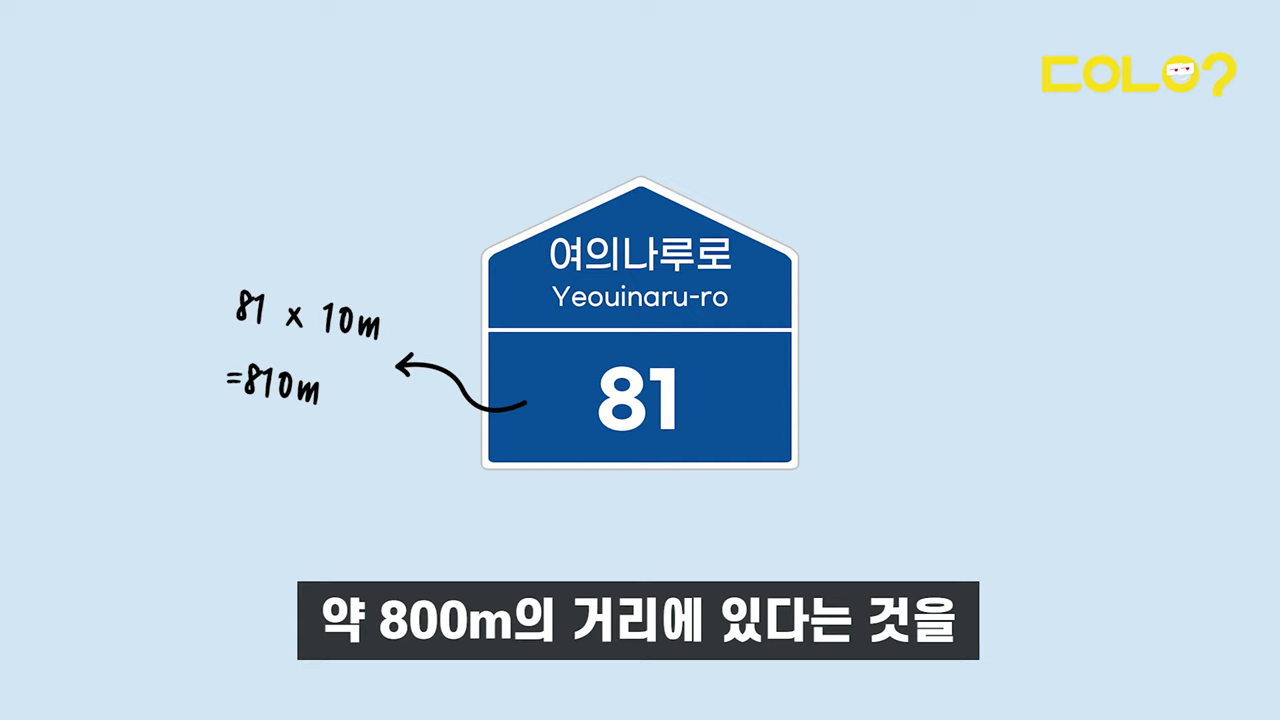 여의나루로
Yeouinaru-ro
81
81 x 10m
=810m
약 800m의 거리에 있다는 것을